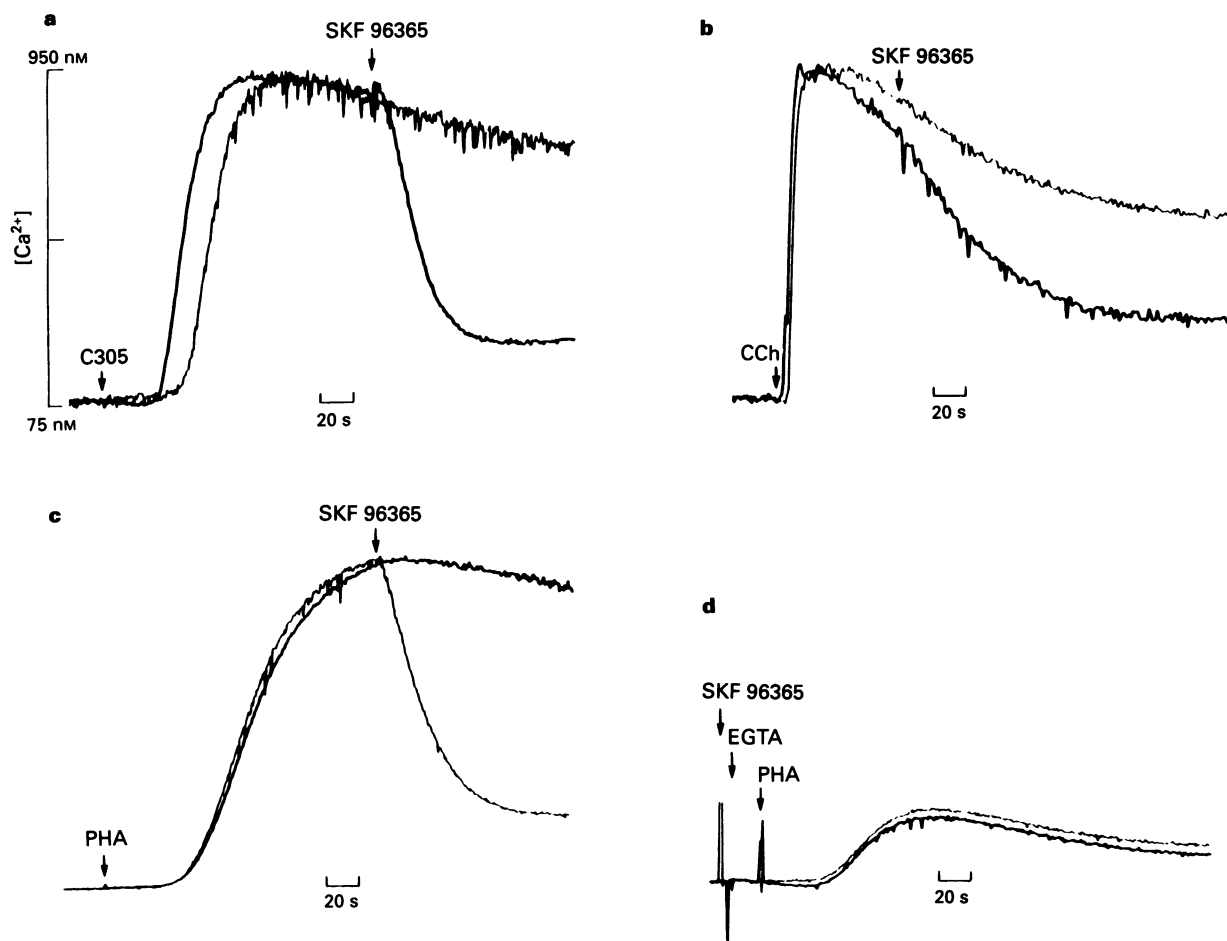 a
SKF 96365
950 nM
[Ca²⁺]
C305
75 nM
20 s
b
SKF 96365
CCh
20 s
c
SKF 96365
PHA
20 s
d
SKF 96365
EGTA
PHA
20 s